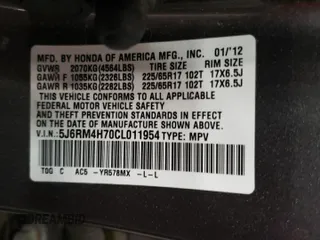 MFD. BY HONDA OF AMERICA MFG., INC. 01/'12
GVWR 2070KG(4564LBS) TIRE SIZE RIM SIZE
GAWR F 1055KG(2326LBS) 225/65R17 102T 17X6.5J
GAWR R 1035KG(2282LBS) 225/65R17 102T 17X6.5J
THIS VEHICLE CONFORMS TO ALL APPLICABLE
FEDERAL MOTOR VEHICLE SAFETY, BUMPER,
AND THEFT PREVENTION STANDARDS IN EFFECT ON
THE DATE OF MANUFACTURE SHOWN ABOVE.
V.I.N: 5J6RM4H70CL011954 TYPE: MPV
TOQ C AC5 -YR578MX -L-L
DREAMBID